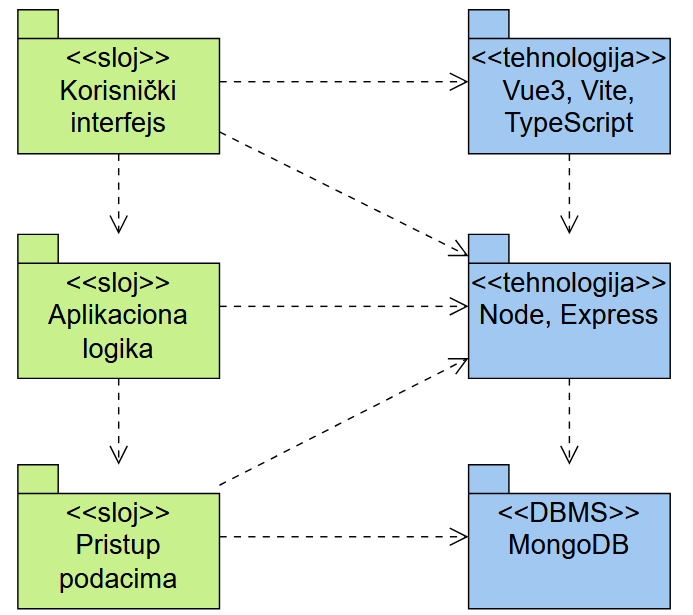 <<sloj>>
Korisnički
interfejs
<<tehnologija>>
Vue3, Vite,
TypeScript
<<sloj>>
Aplikaciona
logika
<<tehnologija>>
Node, Express
<<sloj>>
Pristup
podacima
<<DBMS>>
MongoDB